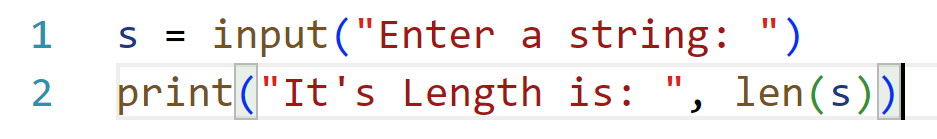 1 s = input("Enter a string: ")
2 print("It's Length is: ", len(s))